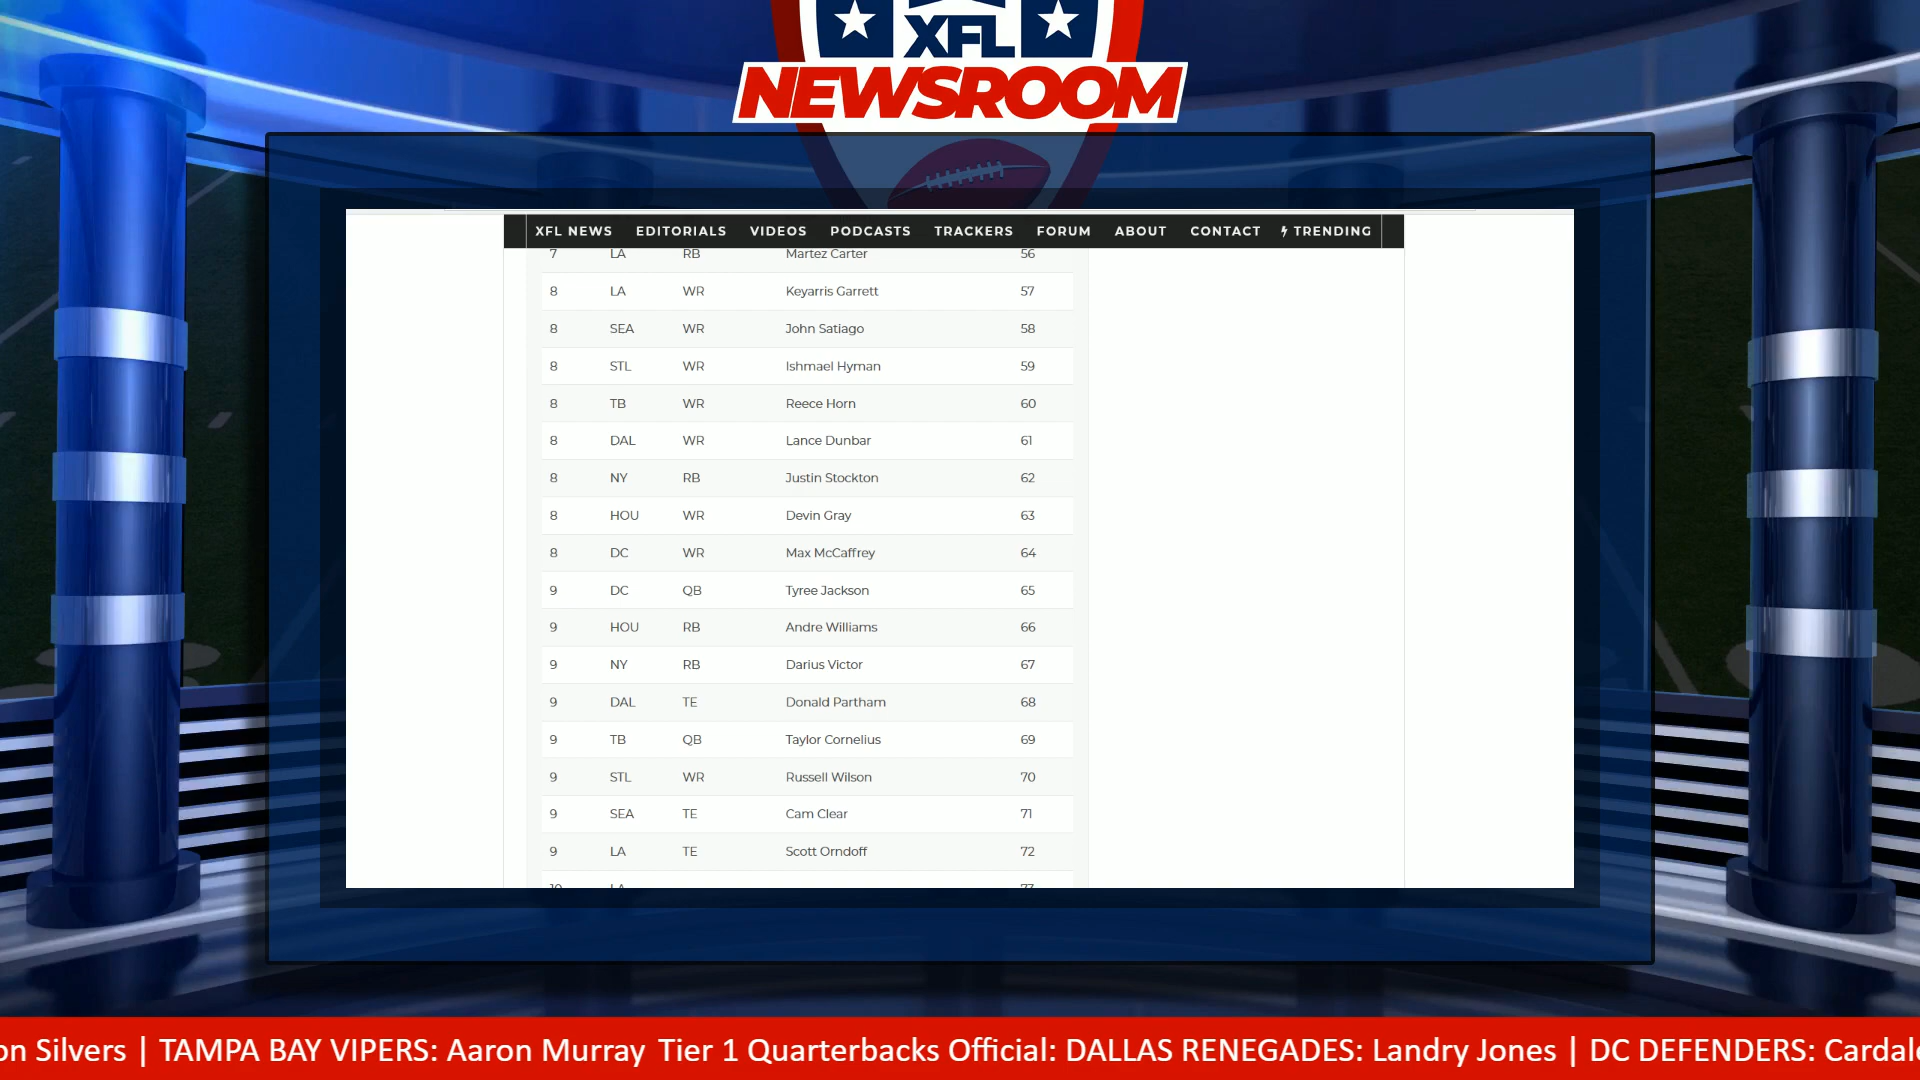 XFL
NEWSROOM
XFL NEWS EDITORIALS VIDEOS PODCASTS TRACKERS FORUM ABOUT CONTACT TRENDING
7 LA RB Martez Carter 56
8 LA WR Keyarris Garrett 57
8 SEA WR John Satiago 58
8 STL WR Ishmael Hyman 59
8 TB WR Reece Horn 60
8 DAL WR Lance Dunbar 61
8 NY RB Justin Stockton 62
8 HOU WR Devin Gray 63
8 DC WR Max McCaffrey 64
9 DC QB Tyree Jackson 65
9 HOU RB Andre Williams 66
9 NY RB Darius Victor 67
9 DAL TE Donald Partham 68
9 TB QB Taylor Cornelius 69
9 STL WR Russell Wilson 70
9 SEA TE Cam Clear 71
9 LA TE Scott Orndoff 72
on Silvers | TAMPA BAY VIPERS: Aaron Murray Tier 1 Quarterbacks Official: DALLAS RENEGADES: Landry Jones | DC DEFENDERS: Cardale